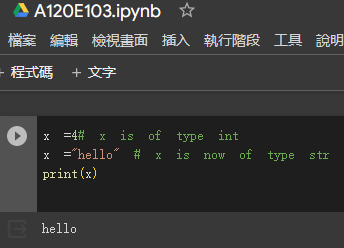 A120E103.ipynb
檔案 編輯 檢視畫面 插入 執行階段 工具 說明
+ 程式碼 + 文字
x =4# x is of type int
x ="hello" # x is now of type str
print(x)
hello